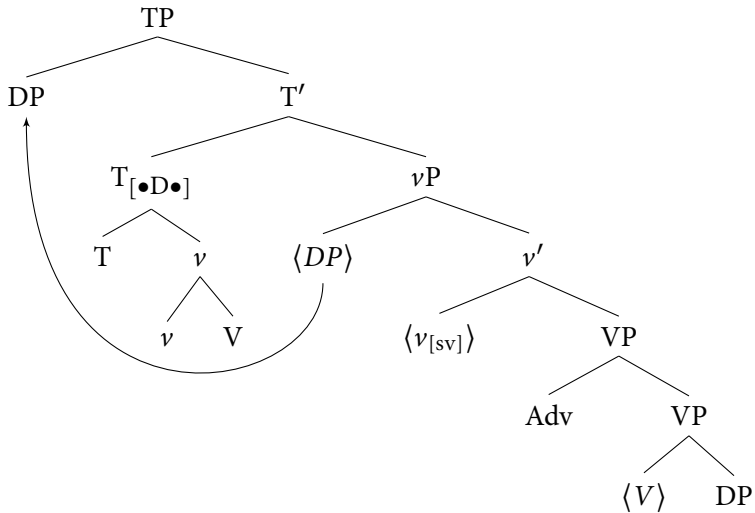 TP
DP T′
T[•D•] vP
T v ⟨DP⟩ v′
v V ⟨v[sv]⟩ VP
Adv VP
⟨V⟩ DP